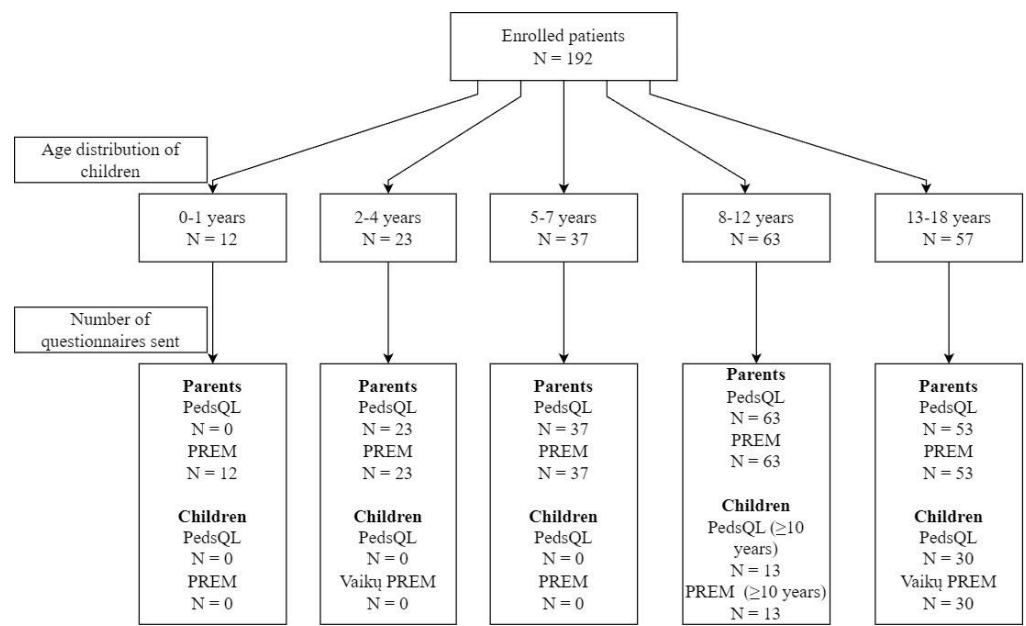 Enrolled patients
N = 192
Age distribution of
children
0-1 years
N = 12
2-4 years
N = 23
5-7 years
N = 37
8-12 years
N = 63
13-18 years
N = 57
Number of
questionnaires sent
Parents
PedsQL
N = 0
PREM
N = 12
Children
PedsQL
N = 0
PREM
N = 0
Parents
PedsQL
N = 23
PREM
N = 23
Children
PedsQL
N = 0
Vaikų PREM
N = 0
Parents
PedsQL
N = 37
PREM
N = 37
Children
PedsQL
N = 0
PREM
N = 0
Parents
PedsQL
N = 63
PREM
N = 63
Children
PedsQL (≥10
years)
N = 13
PREM (≥10 years)
N = 13
Parents
PedsQL
N = 53
PREM
N = 53
Children
PedsQL
N = 30
Vaikų PREM
N = 30